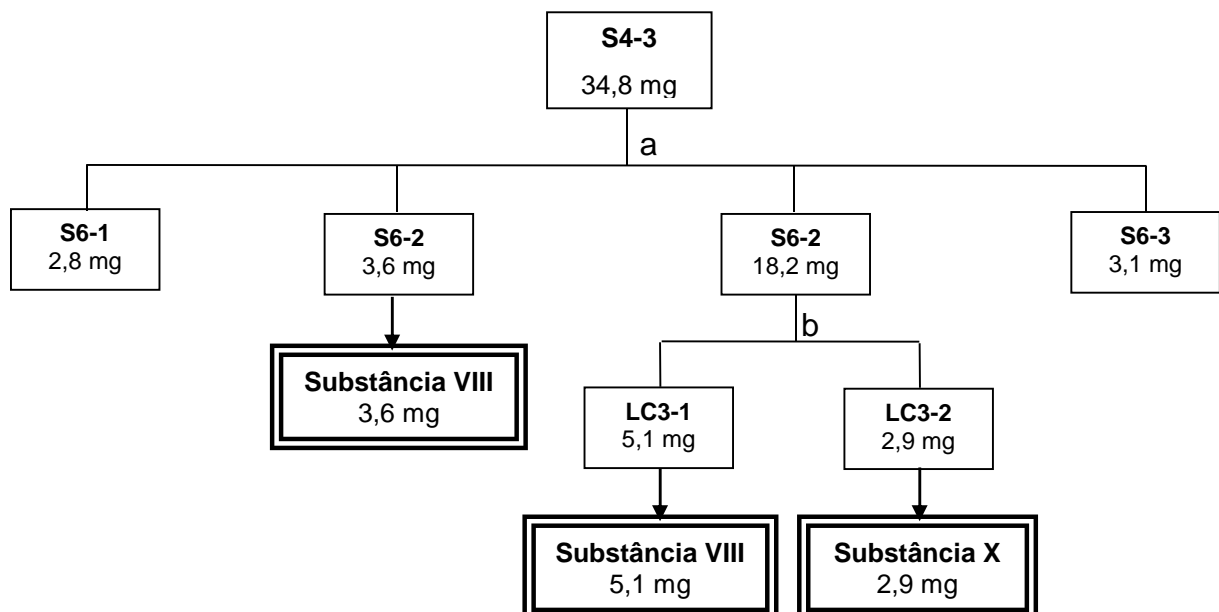 S4-3
34,8 mg
a
S6-1
2,8 mg
S6-2
3,6 mg
S6-2
18,2 mg
S6-3
3,1 mg
b
Substância VIII
3,6 mg
LC3-1
5,1 mg
LC3-2
2,9 mg
Substância VIII
5,1 mg
Substância X
2,9 mg